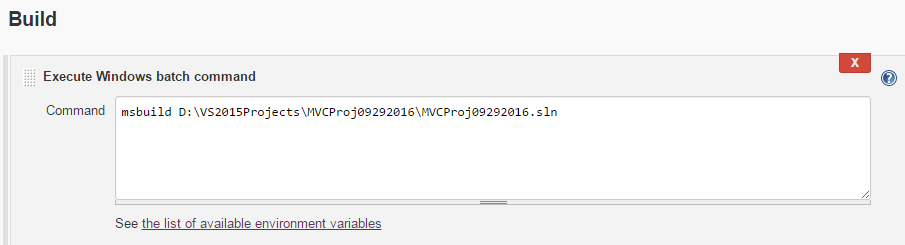 Build
Execute Windows batch command
X
Command
msbuild D:\VS2015Projects\MVCProj09292016\MVCProj09292016.sln
See the list of available environment variables